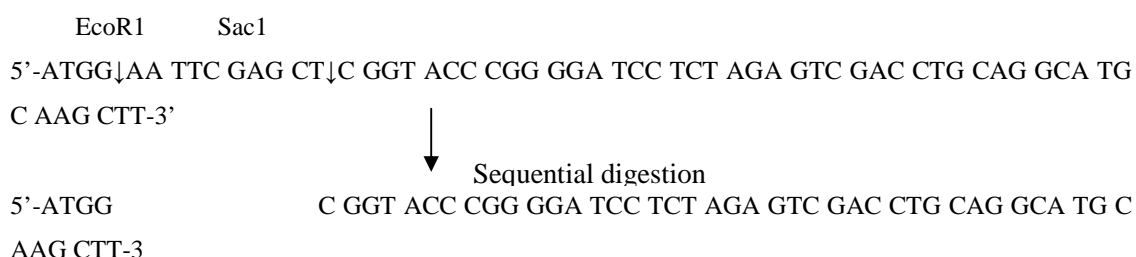 EcoR1 Sac1
5’-ATGG↓AA TTC GAG CT↓C GGT ACC CGG GGA TCC TCT AGA GTC GAC CTG CAG GCA TG
C AAG CTT-3’
Sequential digestion
5’-ATGG C GGT ACC CGG GGA TCC TCT AGA GTC GAC CTG CAG GCA TG C
AAG CTT-3